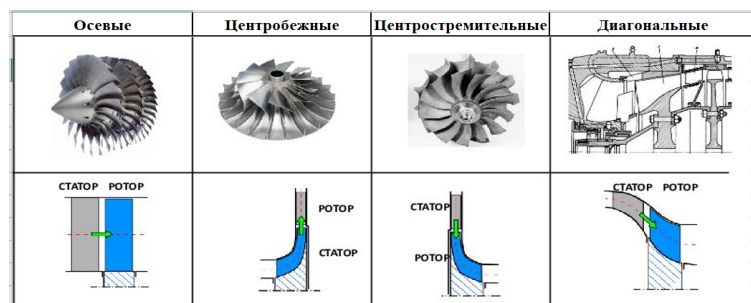 Осевые
Центробежные
Центростремительные
Диагональные
СТАТОР РОТОР
РОТОР
СТАТОР
СТАТОР
РОТОР
СТАТОР РОТОР